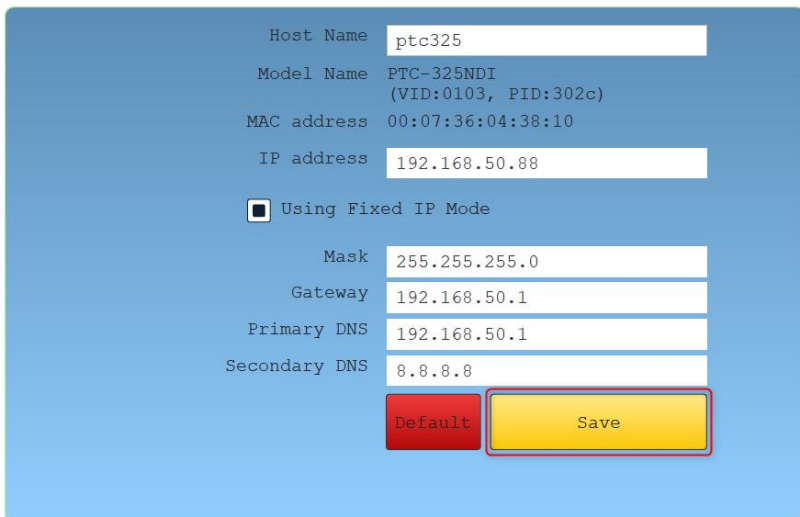 Host Name ptc325
Model Name PTC-325NDI
(VID:0103, PID:302c)
MAC address 00:07:36:04:38:10
IP address 192.168.50.88
Using Fixed IP Mode
Mask 255.255.255.0
Gateway 192.168.50.1
Primary DNS 192.168.50.1
Secondary DNS 8.8.8.8
Default Save